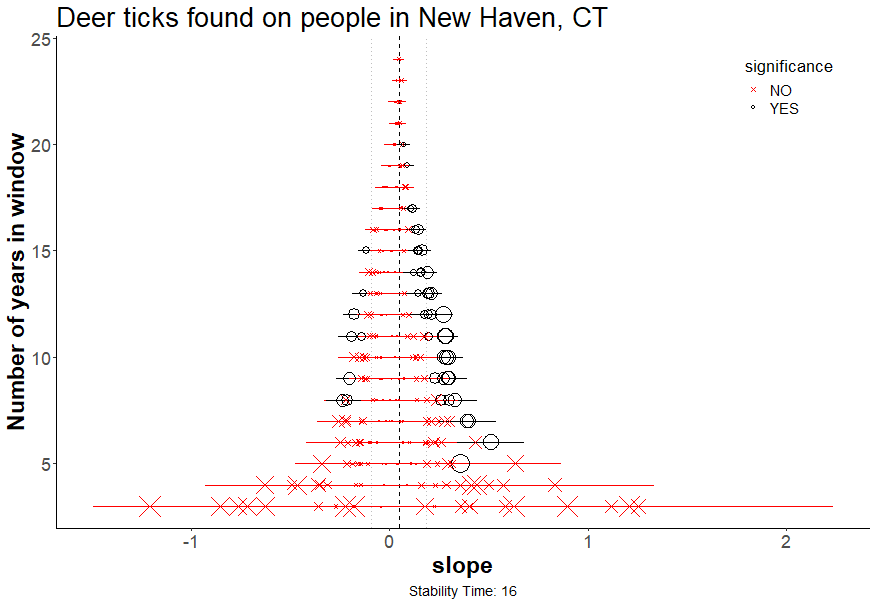 Deer ticks found on people in New Haven, CT
significance
NO
YES
Number of years in window
25
20
15
10
5
-1 0 1 2
slope
Stability Time: 16